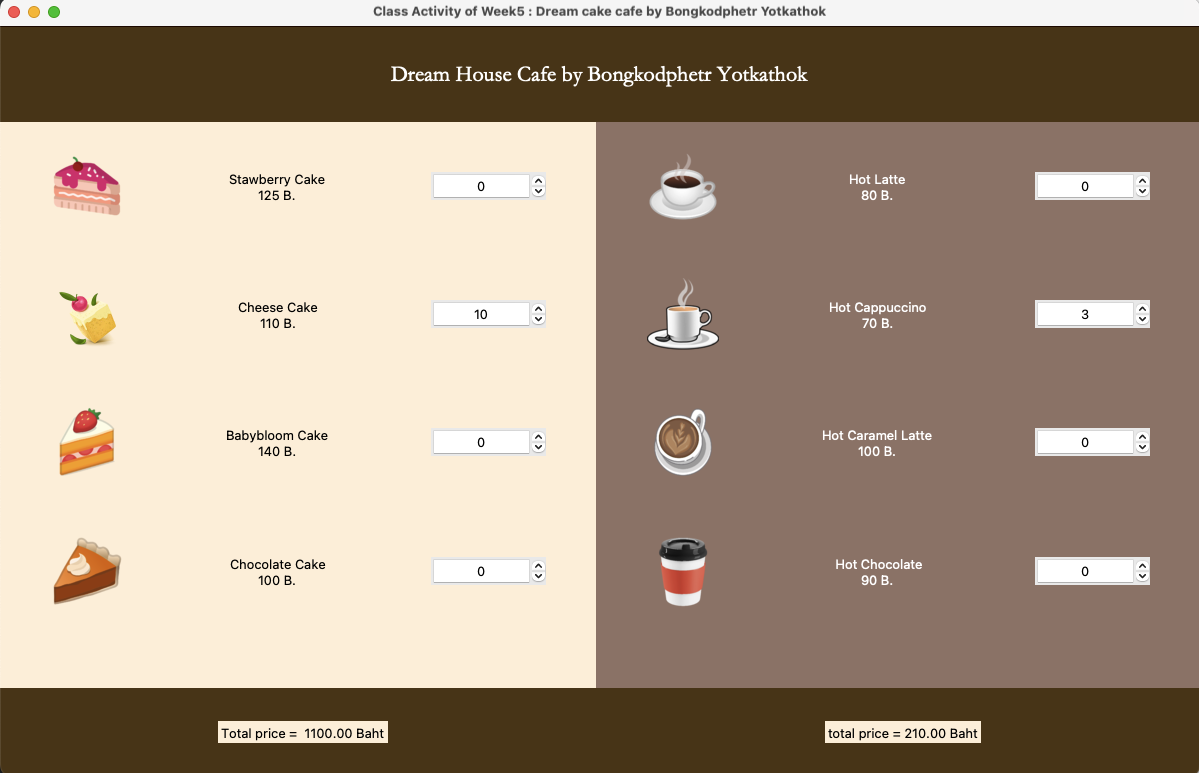 Class Activity of Week5 : Dream cake cafe by Bongkodphetr Yotkathok
Dream House Cafe by Bongkodphetr Yotkathok
Stawberry Cake
125 B.
0
Cheese Cake
110 B.
10
Babybloom Cake
140 B.
0
Chocolate Cake
100 B.
0
Hot Latte
80 B.
0
Hot Cappuccino
70 B.
3
Hot Caramel Latte
100 B.
0
Hot Chocolate
90 B.
0
Total price =  1100.00 Baht
total price = 210.00 Baht